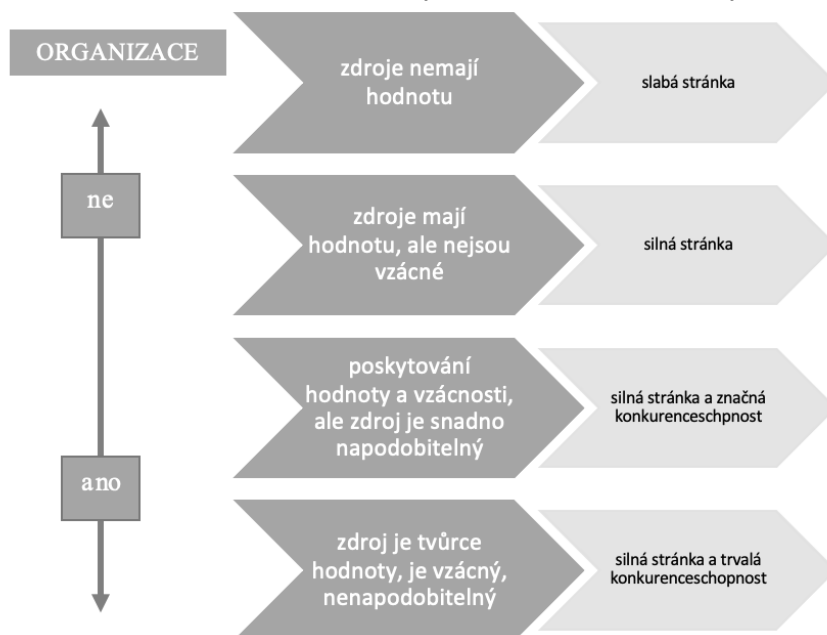 ORGANIZACE
zdroje nemají
hodnotu
slabá stránka
ne
zdroje mají
hodnotu, ale nejsou
vzácné
silná stránka
poskytování
hodnoty a vzácnosti,
ale zdroj je snadno
napodobitelný
silná stránka a značná
konkurenceschpnost
ano
zdroj je tvůrce
hodnoty, je vzácný,
nenapodobitelný
silná stránka a trvalá
konkurenceschopnost